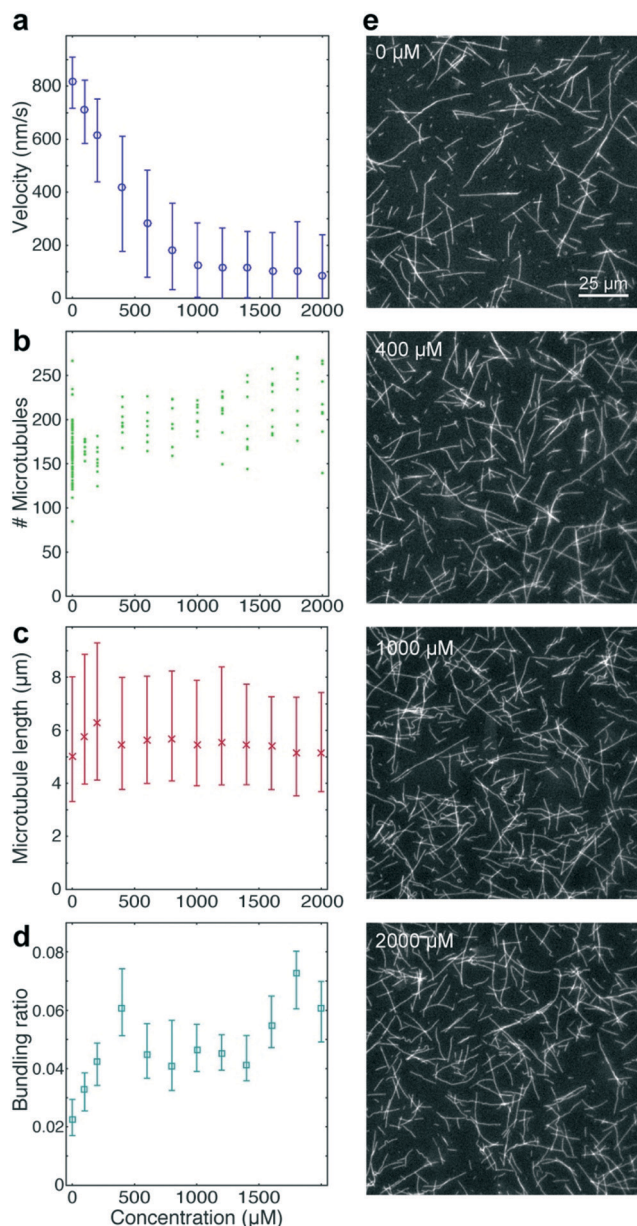 a
Velocity (nm/s)
800
600
400
200
0
0 500 1000 1500 2000
b
# Microtubules
250
200
150
100
50
0
0 500 1000 1500 2000
c
Microtubule length (µm)
8
6
4
2
0
0 500 1000 1500 2000
d
Bundling ratio
0.08
0.06
0.04
0.02
0
0 500 1000 1500
Concentration (µM)
e
0 µM
25 µm
400 µM
1000 µM
2000 µM